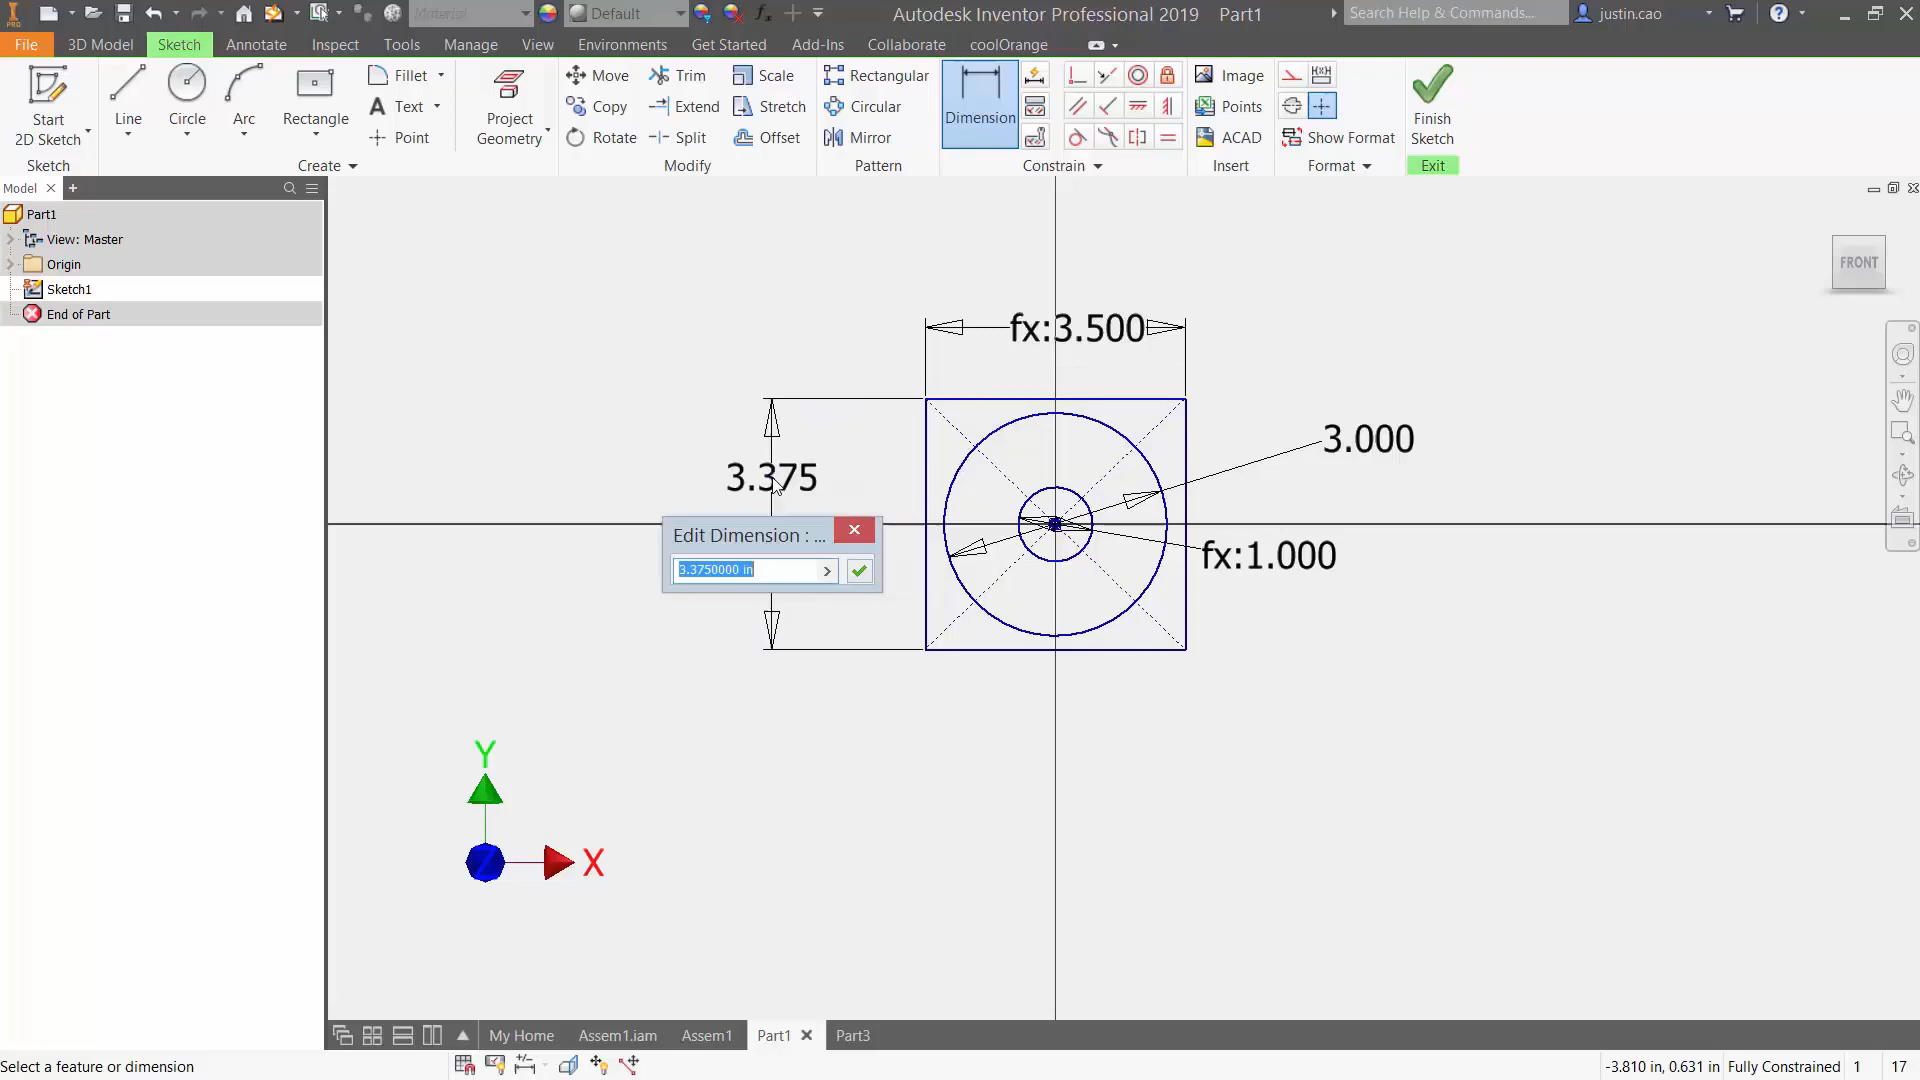 Material
Default
Autodesk Inventor Professional 2019 Part1
Search Help & Commands...
justin.cao
PRO
File 3D Model Sketch Annotate Inspect Tools Manage View Environments Get Started Add-Ins Collaborate coolOrange
Start
2D Sketch
Sketch
Line
Circle
Arc
Rectangle
Fillet
Text
Point
Create
Project
Geometry
Move
Copy
Rotate
Trim
Extend
Split
Scale
Stretch
Offset
Modify
Rectangular
Circular
Mirror
Pattern
Dimension
Constrain
Image
Points
ACAD
Insert
Show Format
Format
Finish
Sketch
Exit
Model
Part1
View: Master
Origin
Sketch1
End of Part
FRONT
fx:3.500
3.375
3.000
fx:1.000
Edit Dimension : ...
3.3750000 in
Y
Z
X
My Home Assem1.iam Assem1 Part1 Part3
Select a feature or dimension
-3.810 in, 0.631 in Fully Constrained 1 17